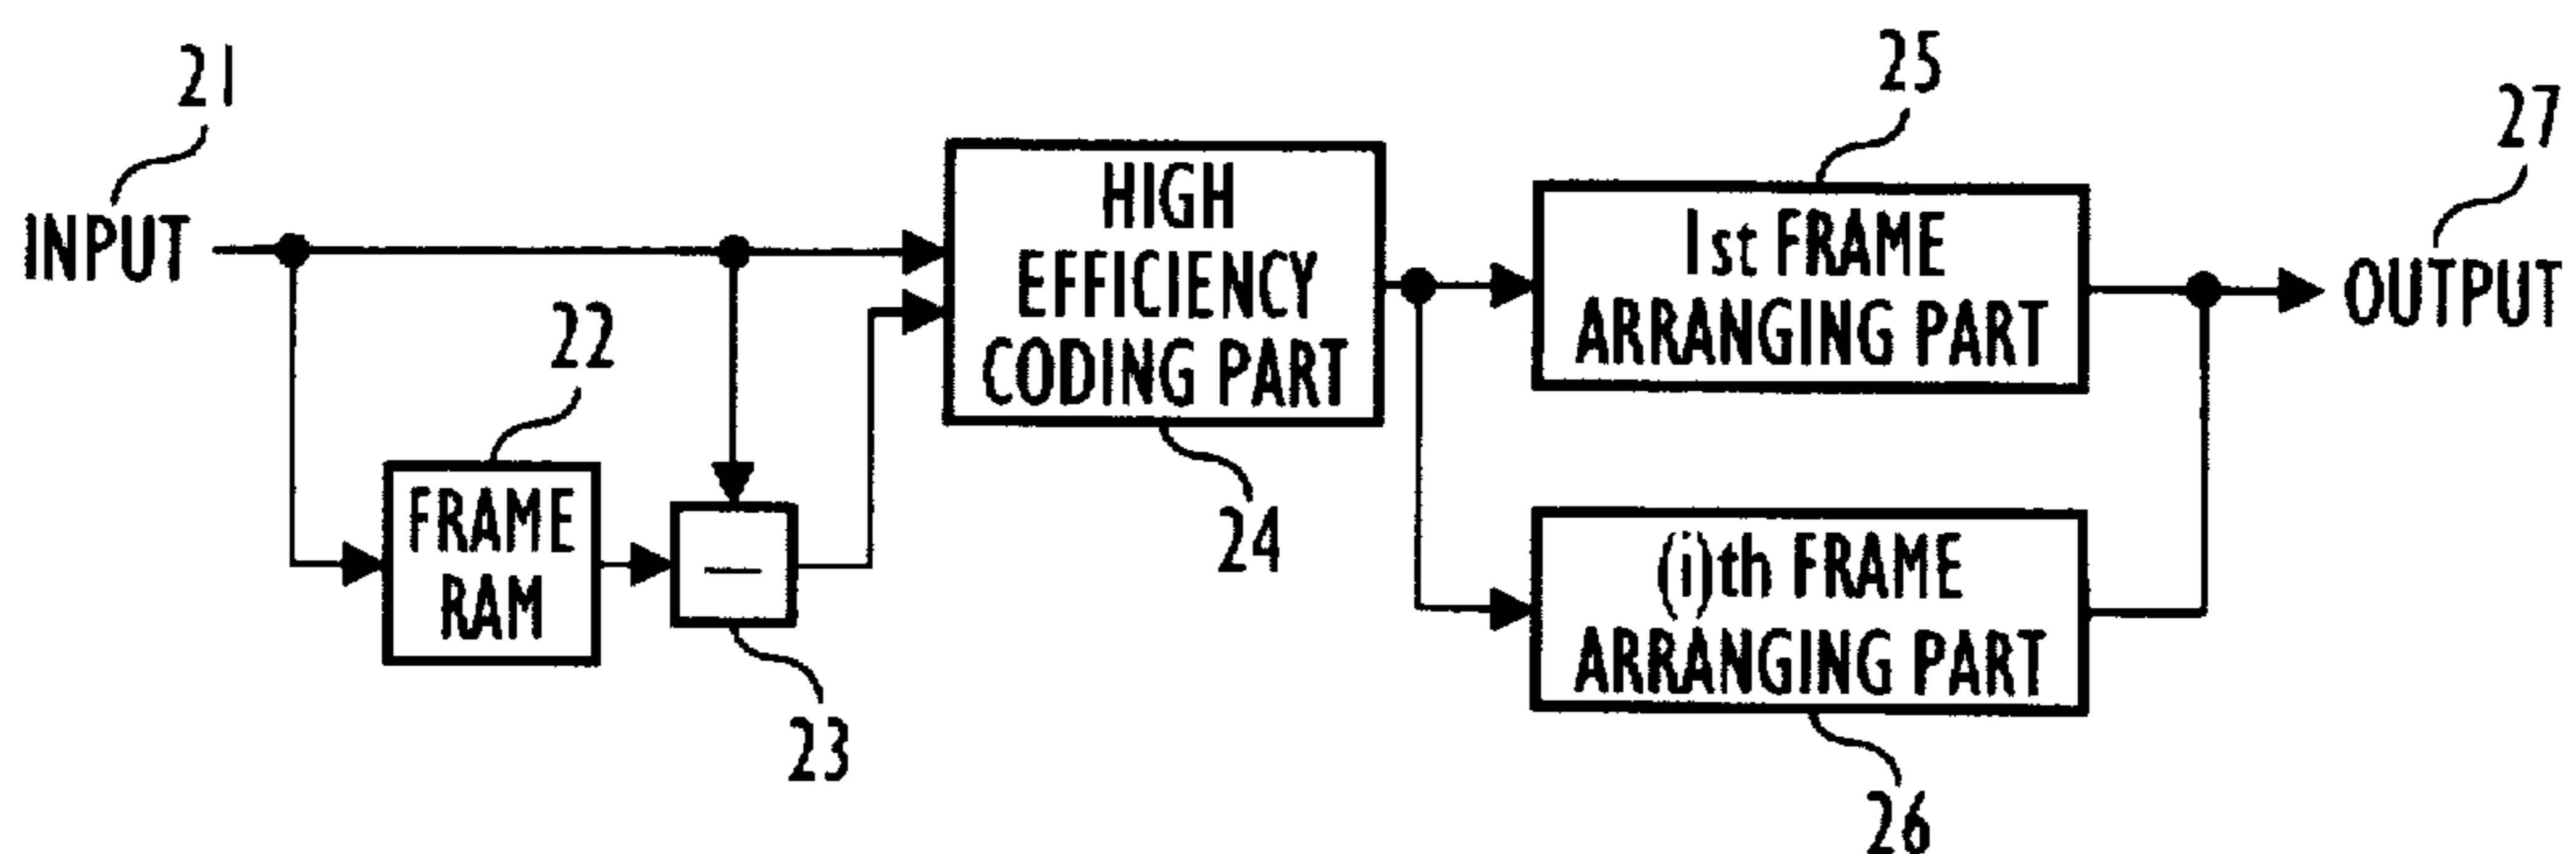 21
INPUT
22
FRAME
RAM
23
HIGH
EFFICIENCY
CODING PART
24
25
1st FRAME
ARRANGING PART
(i)th FRAME
ARRANGING PART
26
27
OUTPUT